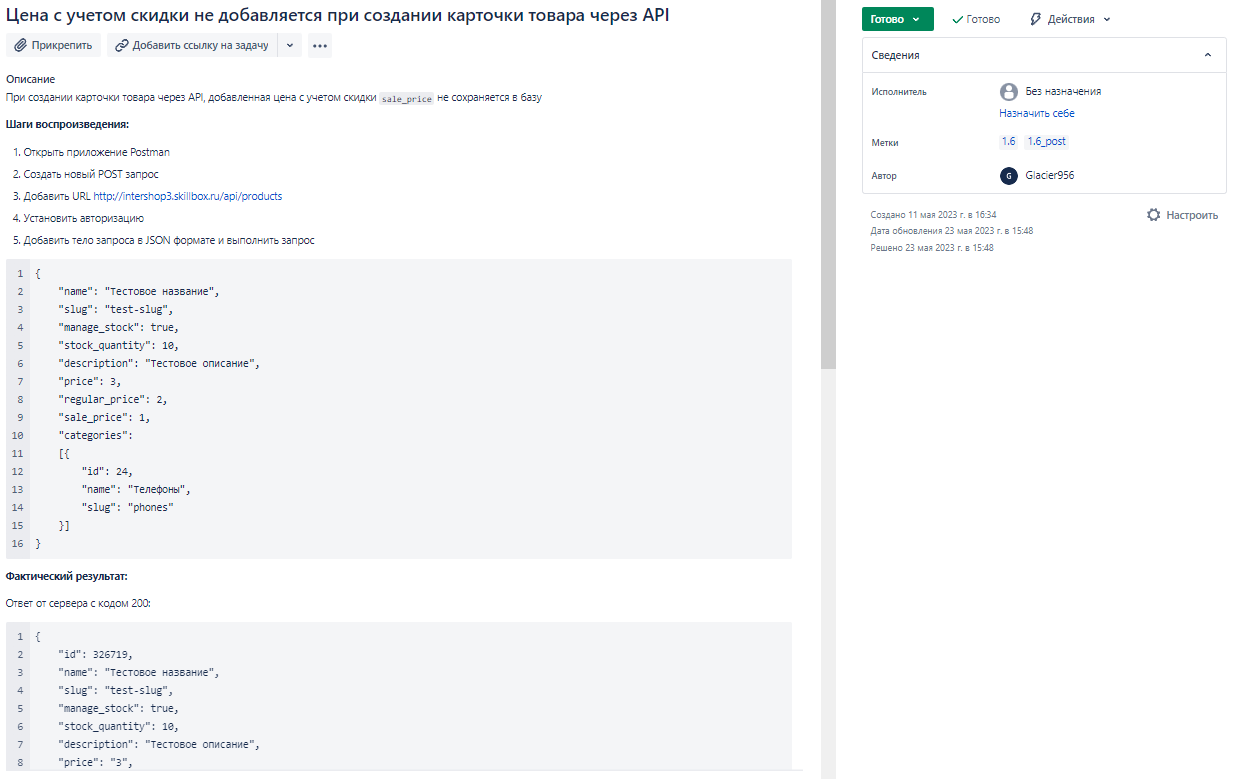 Цена с учетом скидки не добавляется при создании карточки товара через API
Прикрепить
Добавить ссылку на задачу
Описание
При создании карточки товара через API, добавленная цена с учетом скидки sale_price не сохраняется в базу
Шаги воспроизведения:
1. Открыть приложение Postman
2. Создать новый POST запрос
3. Добавить URL http://intershop3.skillbox.ru/api/products
4. Установить авторизацию
5. Добавить тело запроса в JSON формате и выполнить запрос
1 {
2 "name": "Тестовое название",
3 "slug": "test-slug",
4 "manage_stock": true,
5 "stock_quantity": 10,
6 "description": "Тестовое описание",
7 "price": 3,
8 "regular_price": 2,
9 "sale_price": 1,
10 "categories":
11 [{
12 "id": 24,
13 "name": "Телефоны",
14 "slug": "phones"
15 }]
16 }
Фактический результат:
Ответ от сервера с кодом 200:
1 {
2 "id": 326719,
3 "name": "Тестовое название",
4 "slug": "test-slug",
5 "manage_stock": true,
6 "stock_quantity": 10,
7 "description": "Тестовое описание",
8 "price": "3",
Готово
Готово
Действия
Сведения
Исполнитель
Без назначения
Назначить себе
Метки
1.6 1.6_post
Автор
G Glacier956
Создано 11 мая 2023 г. в 16:34
Дата обновления 23 мая 2023 г. в 15:48
Решено 23 мая 2023 г. в 15:48
Настроить